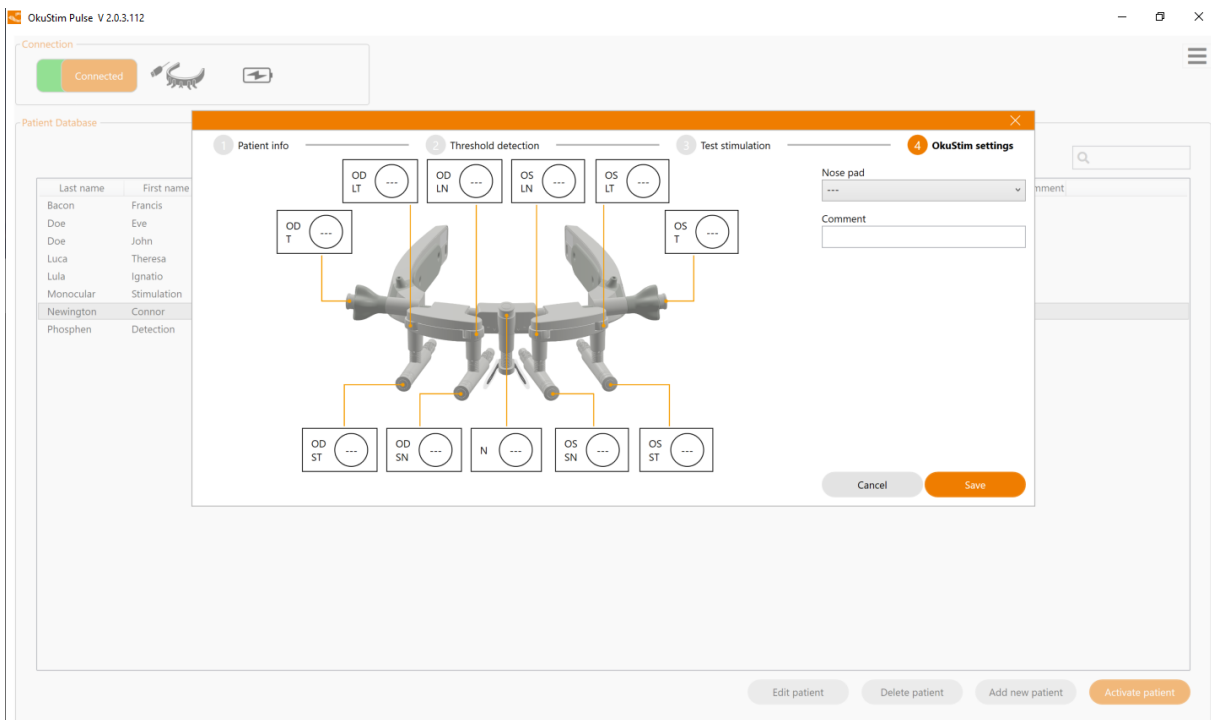 OkuStim Pulse V 2.0.3.112
Connection
Connected
Patient Database
1 Patient info
2 Threshold detection
3 Test stimulation
4 OkuStim settings
OD LT ---
OD LN ---
OS LN ---
OS LT ---
OD T ---
OS T ---
OD ST ---
OD SN ---
N ---
OS SN ---
OS ST ---
Nose pad
---
Comment
Cancel
Save
Last name First name mment
Bacon Francis
Doe Eve
Doe John
Luca Theresa
Lula Ignatio
Monocular Stimulation
Newington Connor
Phosphen Detection
Edit patient
Delete patient
Add new patient
Activate patient